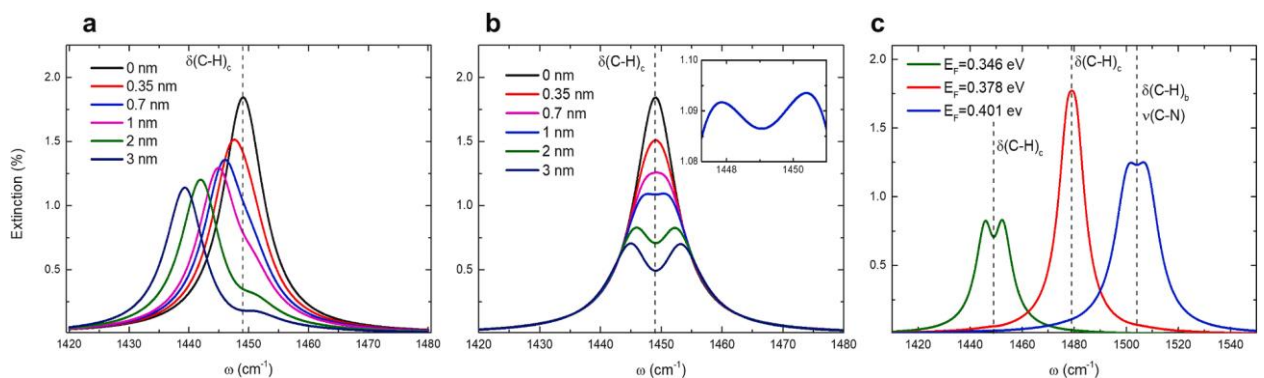 a
δ(C-H)c
0 nm
0.35 nm
0.7 nm
1 nm
2 nm
3 nm
Extinction (%)
2.0
1.5
1.0
0.5
1420 1430 1440 1450 1460 1470 1480
ω (cm-1)
b
δ(C-H)c
0 nm
0.35 nm
0.7 nm
1 nm
2 nm
3 nm
1.10
1.09
1.08
1448 1450
2.0
1.5
1.0
0.5
1420 1430 1440 1450 1460 1470 1480
ω (cm-1)
c
EF=0.346 eV
EF=0.378 eV
EF=0.401 ev
δ(C-H)c
δ(C-H)b
ν(C-N)
δ(C-H)c
2.0
1.5
1.0
0.5
1420 1440 1460 1480 1500 1520 1540
ω (cm-1)